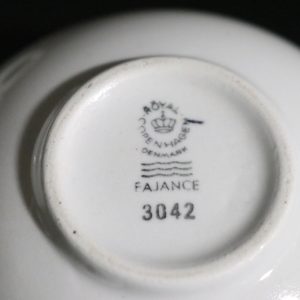 ROYAL
COPENHAGEN
DENMARK
FAJANCE
3042